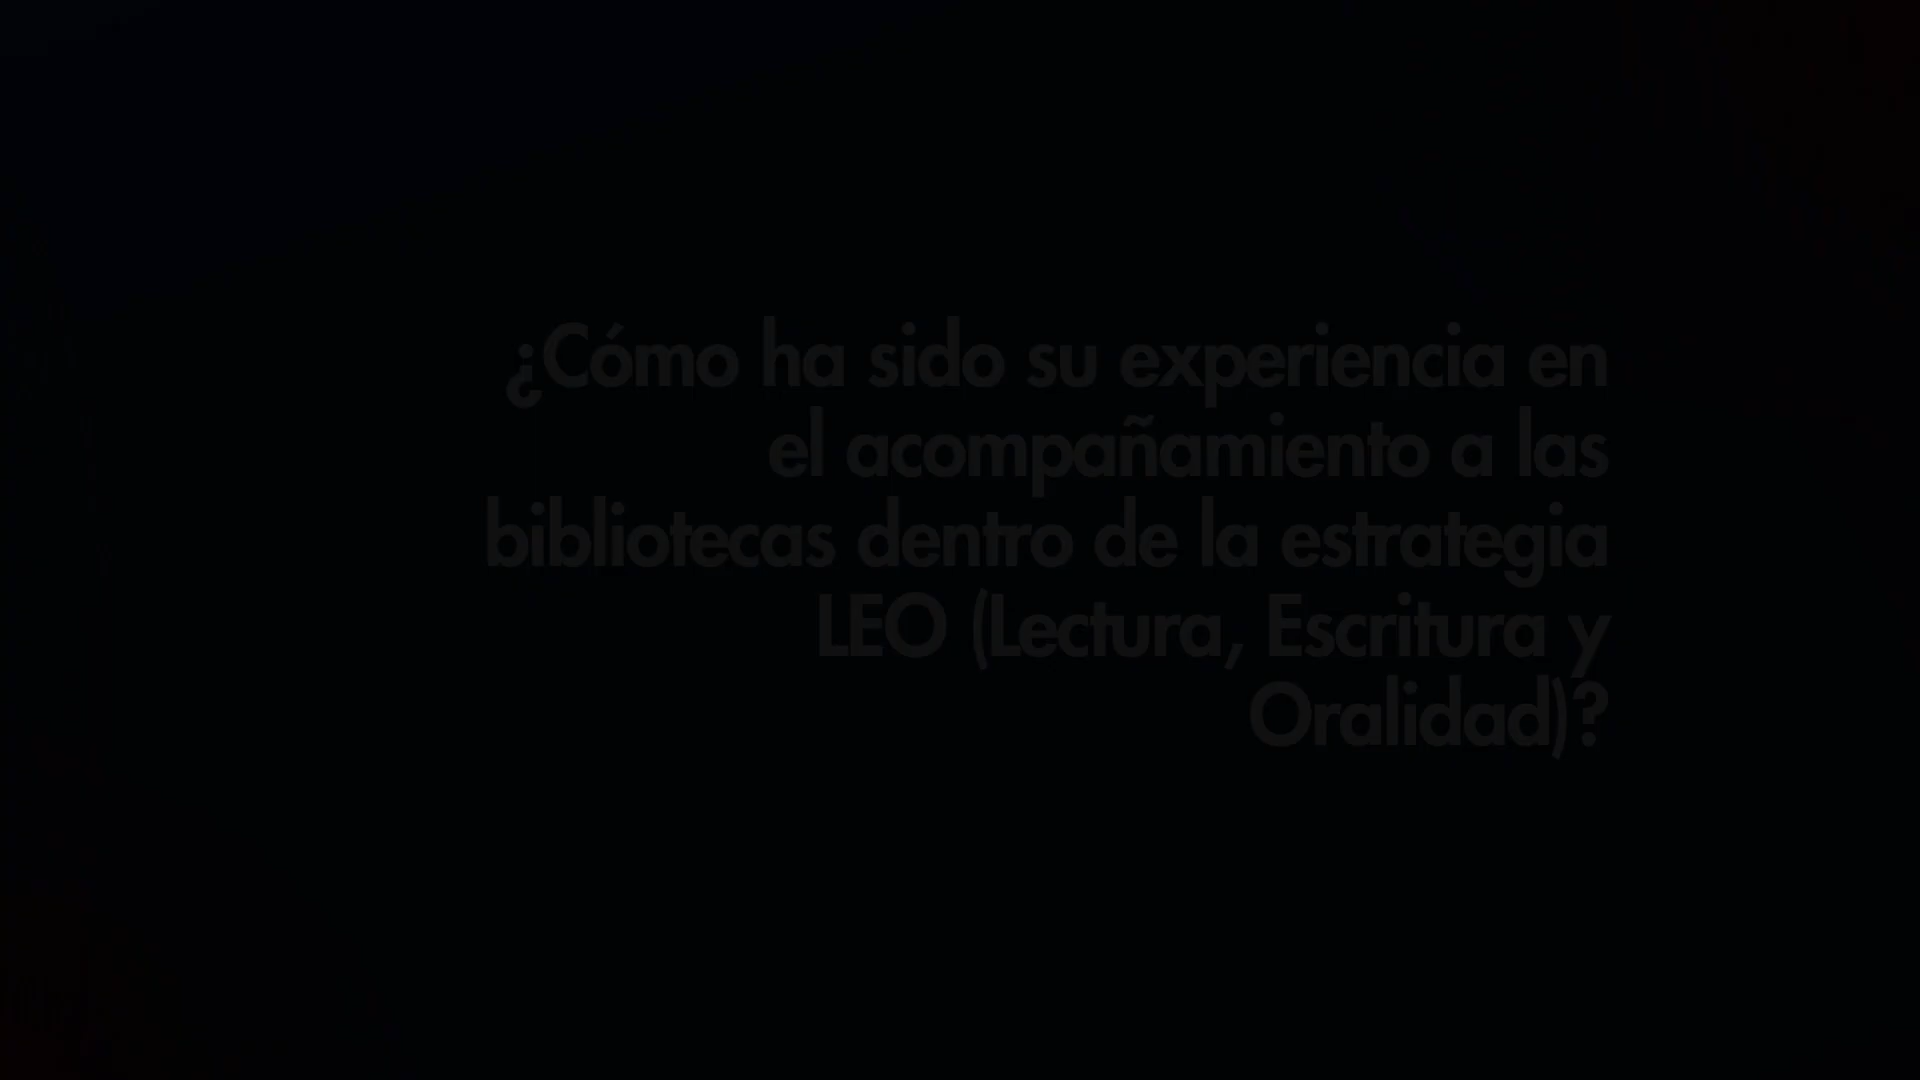 ¿Cómo ha sido su experiencia en
el acompañamiento a las
bibliotecas dentro de la estrategia
LEO (Lectura, Escritura y
Oralidad)?